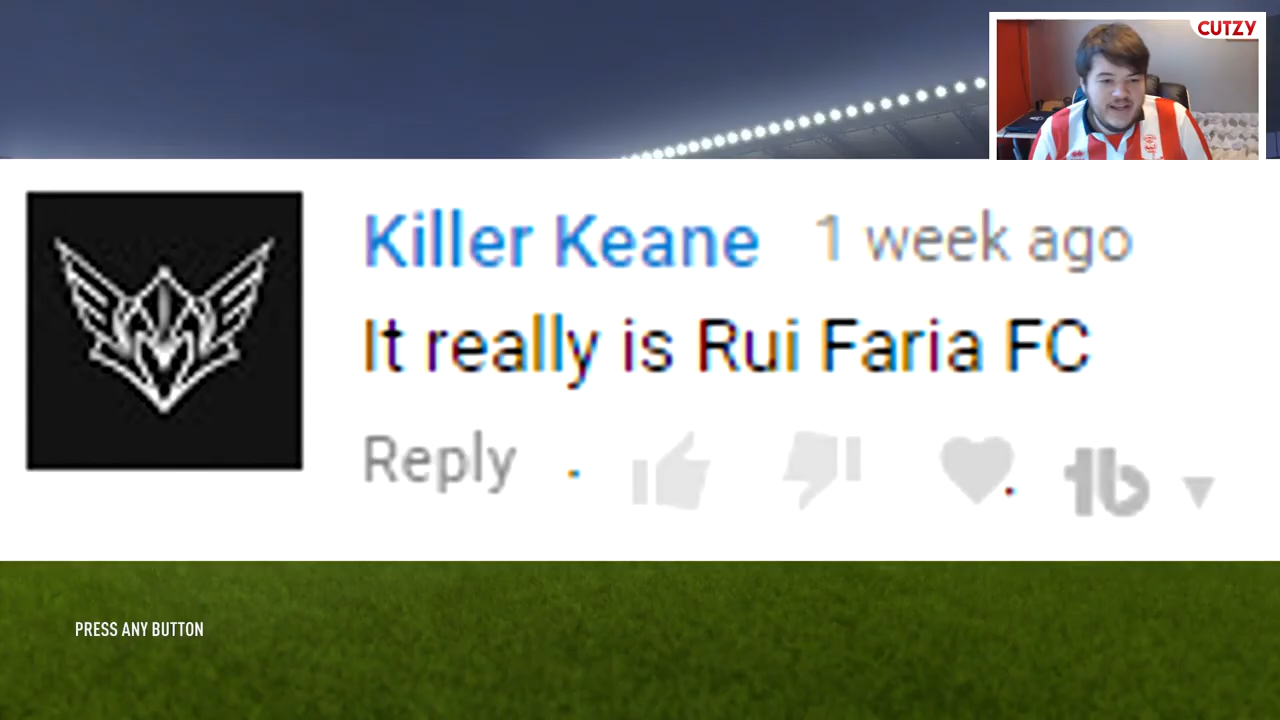 CUTZY
Killer Keane 1 week ago
It really is Rui Faria FC
Reply
PRESS ANY BUTTON